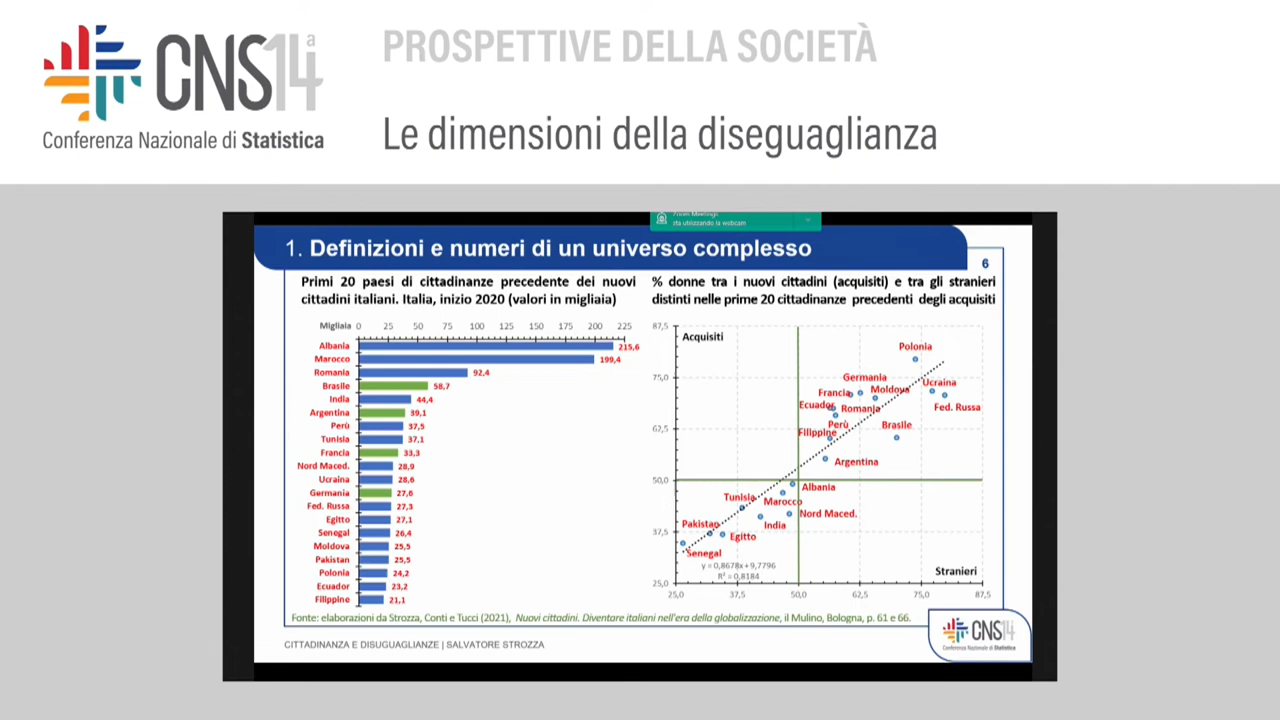 CNS14ª
Conferenza Nazionale di Statistica
PROSPETTIVE DELLA SOCIETÀ
Le dimensioni della diseguaglianza
Zoom Meetings
sta utilizzando la webcam
1. Definizioni e numeri di un universo complesso
6
Primi 20 paesi di cittadinanze precedente dei nuovi
cittadini italiani. Italia, inizio 2020 (valori in migliaia)
Migliaia 0 25 50 75 100 125 150 175 200 225
Albania 215,6
Marocco 199,4
Romania 92,4
Brasile 58,7
India 44,4
Argentina 39,1
Perù 37,5
Tunisia 37,1
Francia 33,3
Nord Maced. 28,9
Ucraina 28,6
Germania 27,6
Fed. Russa 27,3
Egitto 27,1
Senegal 26,4
Moldova 25,5
Pakistan 25,5
Polonia 24,2
Ecuador 23,2
Filippine 21,1
% donne tra i nuovi cittadini (acquisiti) e tra gli stranieri
distinti nelle prime 20 cittadinanze precedenti degli acquisiti
87,5
Acquisiti
Polonia
75,0
Germania
Ucraina
Francia
Moldova
Ecuador
Romania
Fed. Russa
Perù
Brasile
62,5
Filippine
Argentina
50,0
Albania
Tunisia
Marocco
Nord Maced.
Pakistan
India
37,5
Egitto
Senegal
y = 0,8678x + 9,7796
R² = 0,8184
Stranieri
25,0
25,0 37,5 50,0 62,5 75,0 87,5
Fonte: elaborazioni da Strozza, Conti e Tucci (2021), Nuovi cittadini. Diventare italiani nell'era della globalizzazione, il Mulino, Bologna, p. 61 e 66.
CITTADINANZA E DISUGUAGLIANZE | SALVATORE STROZZA
CNS14
Conferenza Nazionale di Statistica